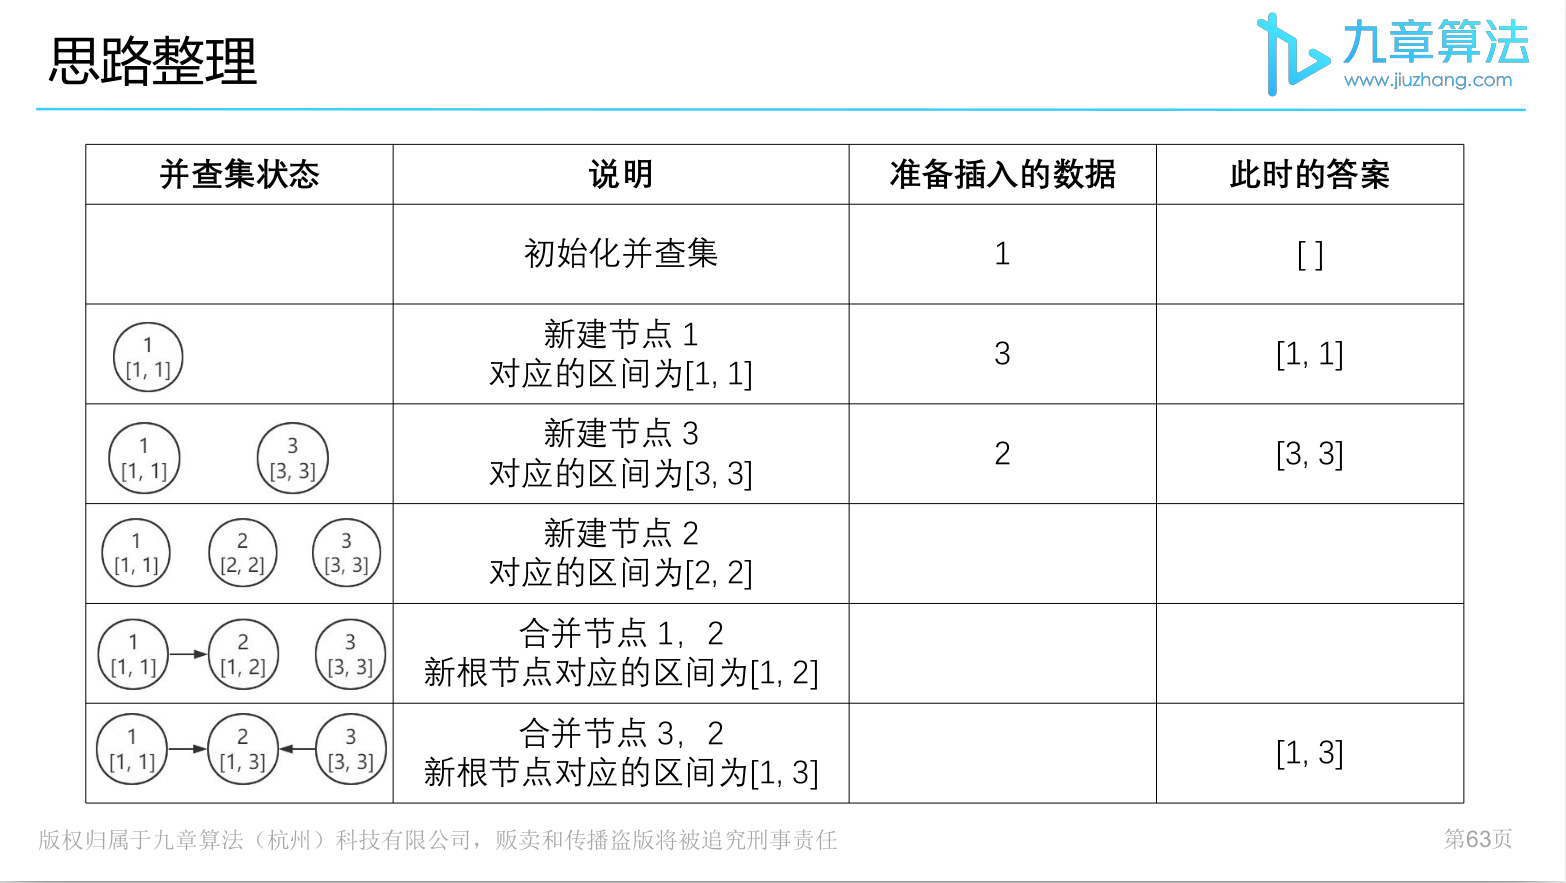 思路整理
九章算法
www.jiuzhang.com
并查集状态 说明 准备插入的数据 此时的答案
初始化并查集 1 [ ]
1
[1, 1]
新建节点 1
对应的区间为[1, 1]
3
[1, 1]
1
[1, 1]
3
[3, 3]
新建节点 3
对应的区间为[3, 3]
2
[3, 3]
1
[1, 1]
2
[2, 2]
3
[3, 3]
新建节点 2
对应的区间为[2, 2]
1
[1, 1]
2
[1, 2]
3
[3, 3]
合并节点 1，2
新根节点对应的区间为[1, 2]
1
[1, 1]
2
[1, 3]
3
[3, 3]
合并节点 3，2
新根节点对应的区间为[1, 3]
[1, 3]
版权归属于九章算法（杭州）科技有限公司，贩卖和传播盗版将被追究刑事责任
第63页